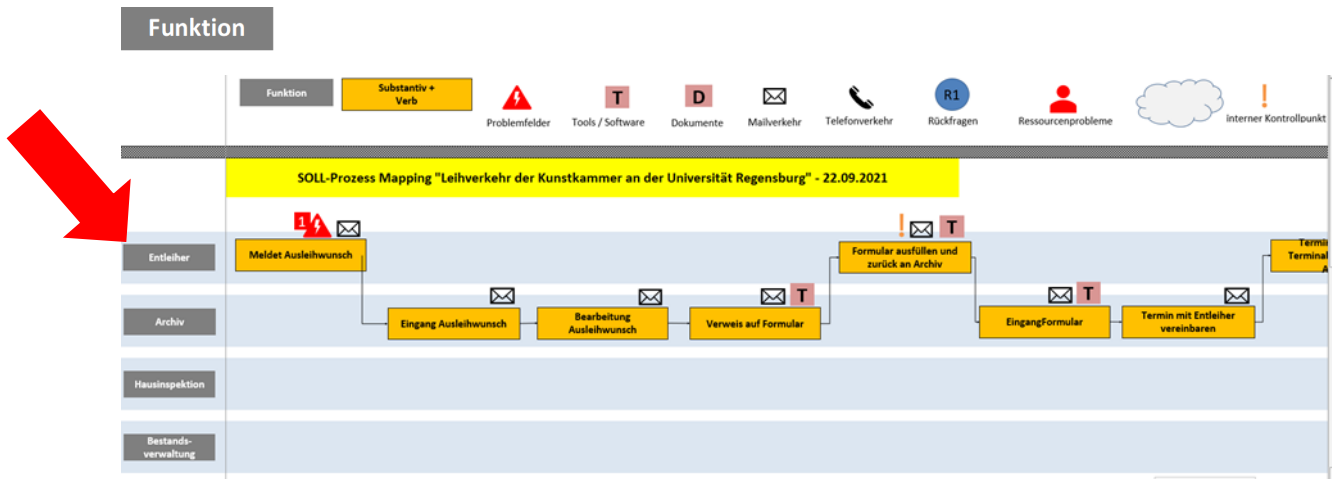 Funktion
Funktion
Substantiv +
Verb
Problemfelder
T
Tools / Software
D
Dokumente
Mailverkehr
Telefonverkehr
R1
Rückfragen
Ressourcenprobleme
!
interner Kontrollpunkt
SOLL-Prozess Mapping "Leihverkehr der Kunstkammer an der Universität Regensburg" - 22.09.2021
Entleiher
1
Meldet Ausleihwunsch
!
T
Formular ausfüllen und
zurück an Archiv
Archiv
Eingang Ausleihwunsch
Bearbeitung
Ausleihwunsch
T
Verweis auf Formular
T
EingangFormular
Termin mit Entleiher
vereinbaren
Hausinspektion
Bestands-
verwaltung